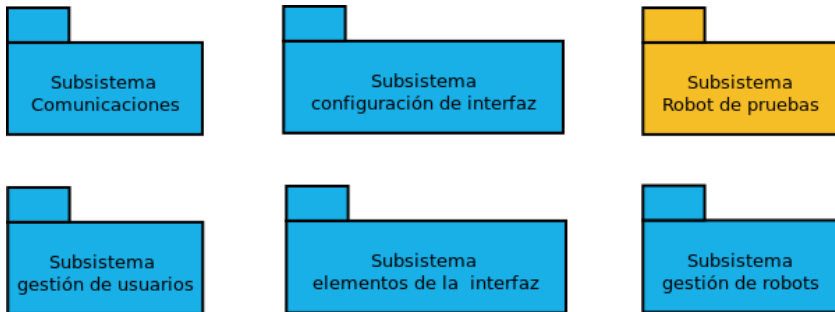 Subsistema
Comunicaciones
Subsistema
configuración de interfaz
Subsistema
Robot de pruebas
Subsistema
gestión de usuarios
Subsistema
elementos de la interfaz
Subsistema
gestión de robots